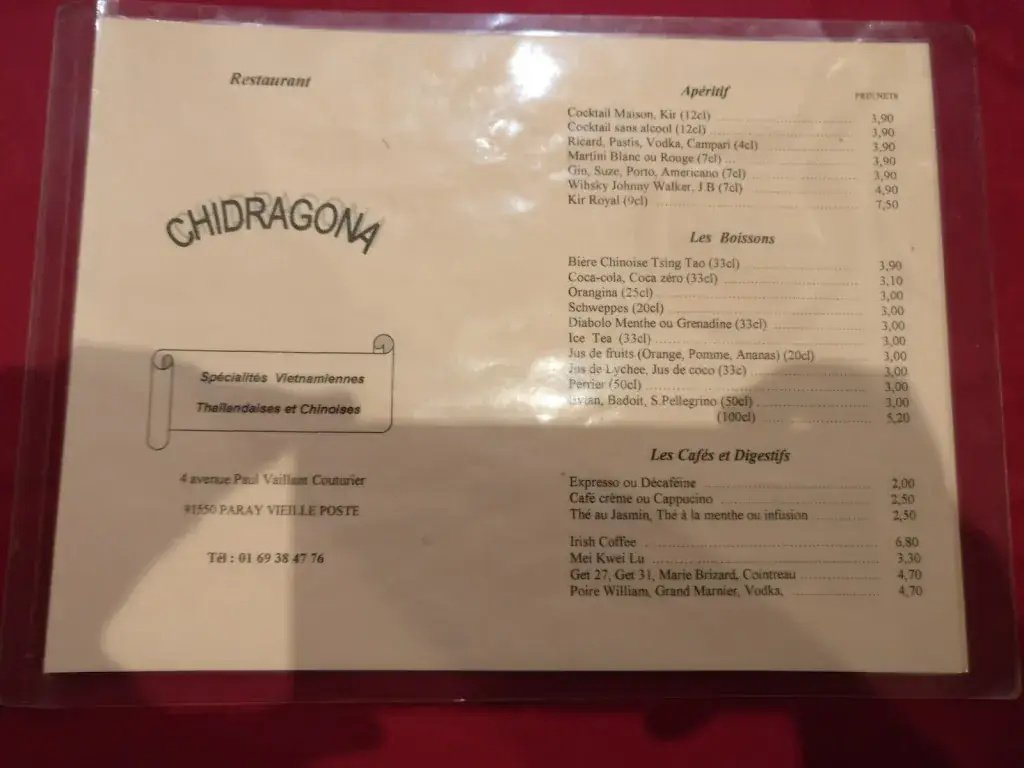 Restaurant
CHIDRAGONA
Spécialités Vietnamiennes
Thaïlandaises et Chinoises
4 avenue Paul Vaillant Couturier
91550 PARAY VIEILLE POSTE
Tél : 01 69 38 47 76
Apéritif
PRIX NETS
Cocktail Maison, Kir (12cl) 3,90
Cocktail sans alcool (12cl) 3,90
Ricard, Pastis, Vodka, Campari (4cl) 3,90
Martini Blanc ou Rouge (7cl) 3,90
Gin, Suze, Porto, Americano (7cl) 3,90
Wihsky Johnny Walker, J.B (7cl) 4,90
Kir Royal (9cl) 7,50
Les Boissons
Bière Chinoise Tsing Tao (33cl) 3,90
Coca-cola, Coca zéro (33cl) 3,10
Orangina (25cl) 3,00
Schweppes (20cl) 3,00
Diabolo Menthe ou Grenadine (33cl) 3,00
Ice Tea (33cl) 3,00
Jus de fruits (Orange, Pomme, Ananas) (20cl) 3,00
Jus de Lychee, Jus de coco (33c) 3,00
Perrier (50cl) 3,00
Evian, Badoit, S.Pellegrino (50cl) 3,00
(100cl) 5,20
Les Cafés et Digestifs
Expresso ou Décaféine 2,00
Café crème ou Cappucino 2,50
Thé au Jasmin, Thé à la menthe ou infusion 2,50
Irish Coffee 6,80
Mei Kwei Lu 3,30
Get 27, Get 31, Marie Brizard, Cointreau 4,70
Poire William, Grand Marnier, Vodka, 4,70